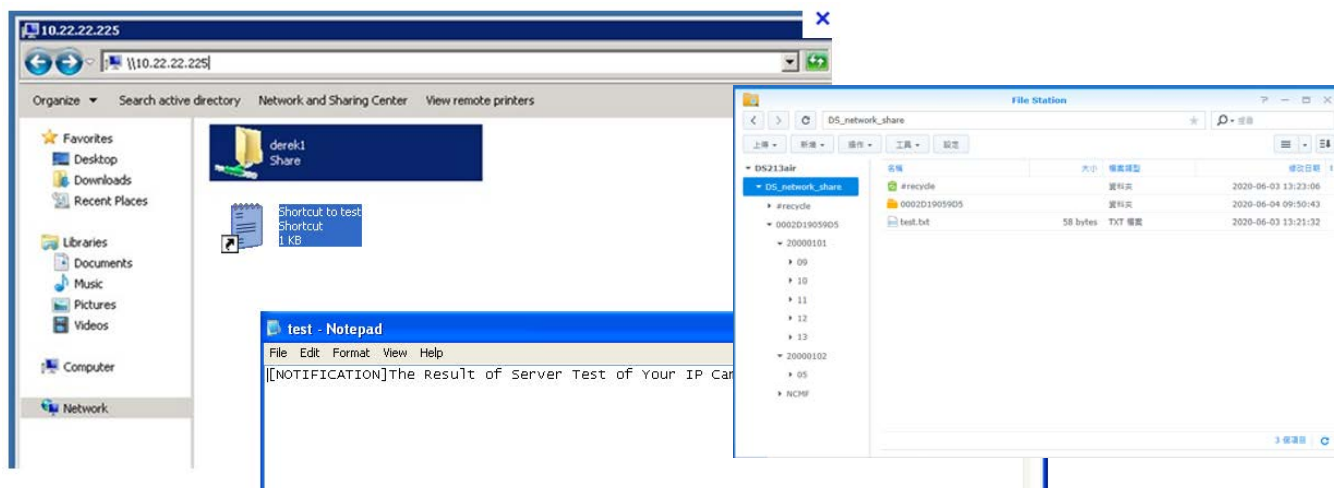 10.22.22.225
\\10.22.22.225
Organize Search active directory Network and Sharing Center View remote printers
Favorites
Desktop
Downloads
Recent Places
Libraries
Documents
Music
Pictures
Videos
Computer
Network
derek1
Share
Shortcut to test
Shortcut
1 KB
test - Notepad
File Edit Format View Help
[NOTIFICATION]The Result of Server Test of Your IP Ca
File Station
DS_network_share
搜尋
上傳 新增 操作 工具 設定
DS213air
DS_network_share
#recycle
0002D19059D5
20000101
09
10
11
12
13
20000102
05
NCMF
名稱 大小 檔案類型 修改日期
#recycle 資料夾 2020-06-03 13:23:06
0002D19059D5 資料夾 2020-06-04 09:50:43
test.txt 58 bytes TXT 檔案 2020-06-03 13:21:32
3 個項目